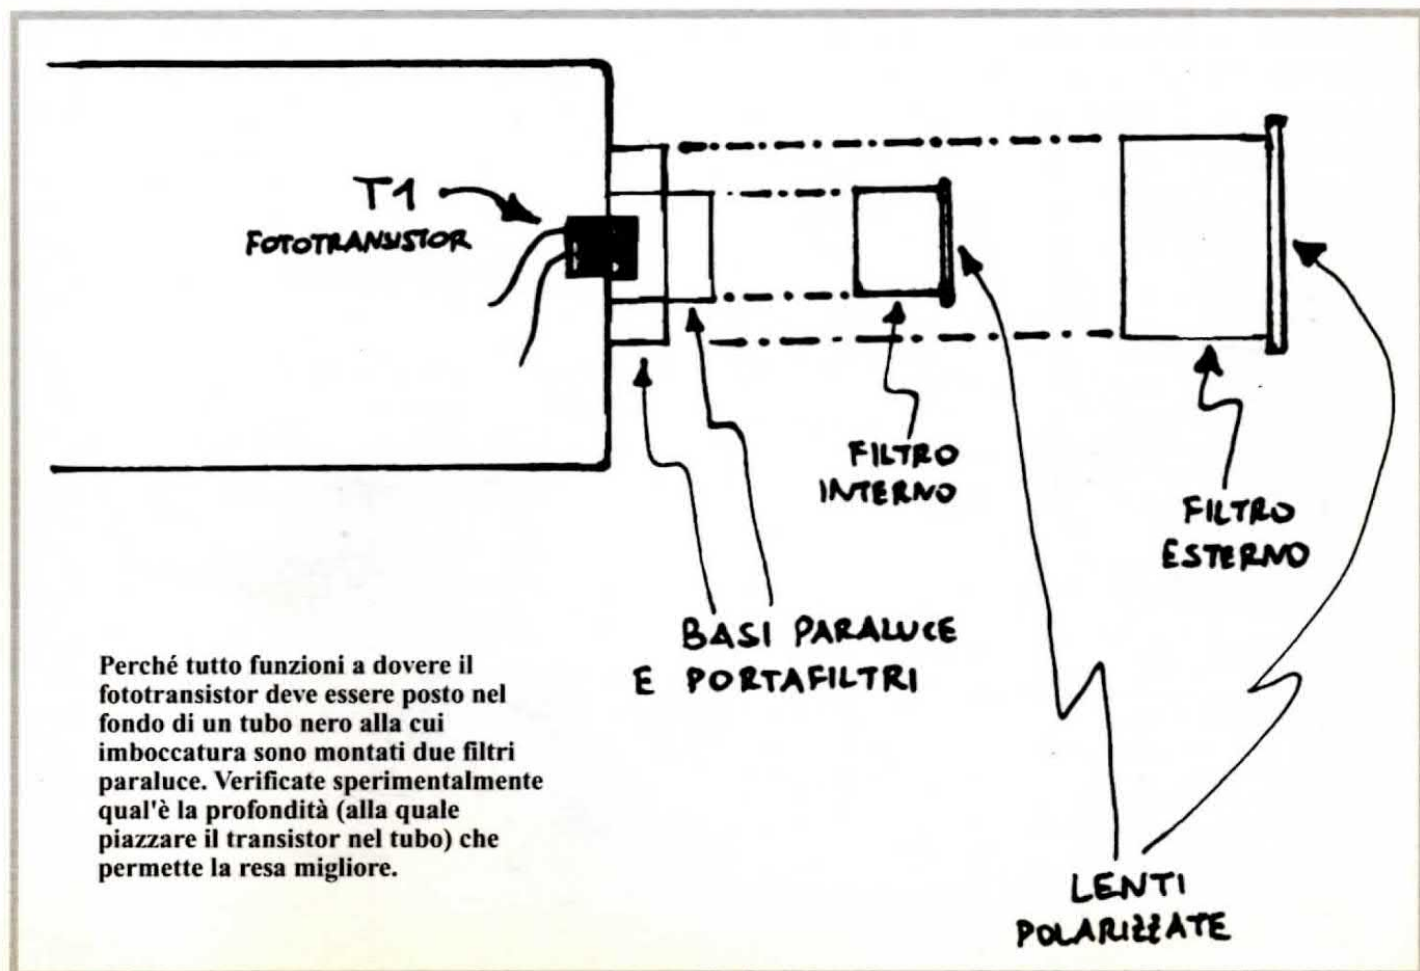 T1
FOTOTRANSISTOR
FILTRO
INTERNO
FILTRO
ESTERNO
BASI PARALUCE
E PORTAFILTRI
Perché tutto funzioni a dovere il
fototransistor deve essere posto nel
fondo di un tubo nero alla cui
imboccatura sono montati due filtri
paraluce. Verificate sperimentalmente
qual'è la profondità (alla quale
piazzare il transistor nel tubo) che
permette la resa migliore.
LENTI
POLARIZZATE